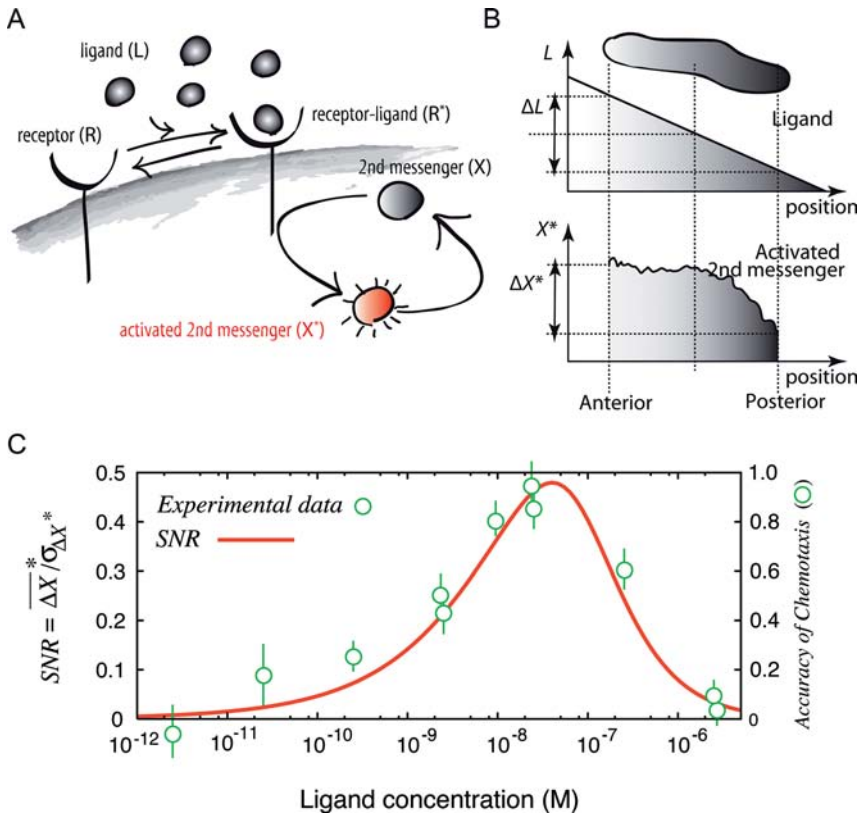 A
ligand (L)
receptor (R)
receptor-ligand (R*)
2nd messenger (X)
activated 2nd messenger (X*)
B
L
ΔL
Ligand
position
X*
Activated
2nd messenger
ΔX*
position
Anterior
Posterior
C
0.5
0.4
0.3
0.2
0.1
0
SNR = ΔX*/σΔX*
Experimental data
SNR
1.0
0.8
0.6
0.4
0.2
0
Accuracy of Chemotaxis (○)
10⁻¹² 10⁻¹¹ 10⁻¹⁰ 10⁻⁹ 10⁻⁸ 10⁻⁷ 10⁻⁶
Ligand concentration (M)